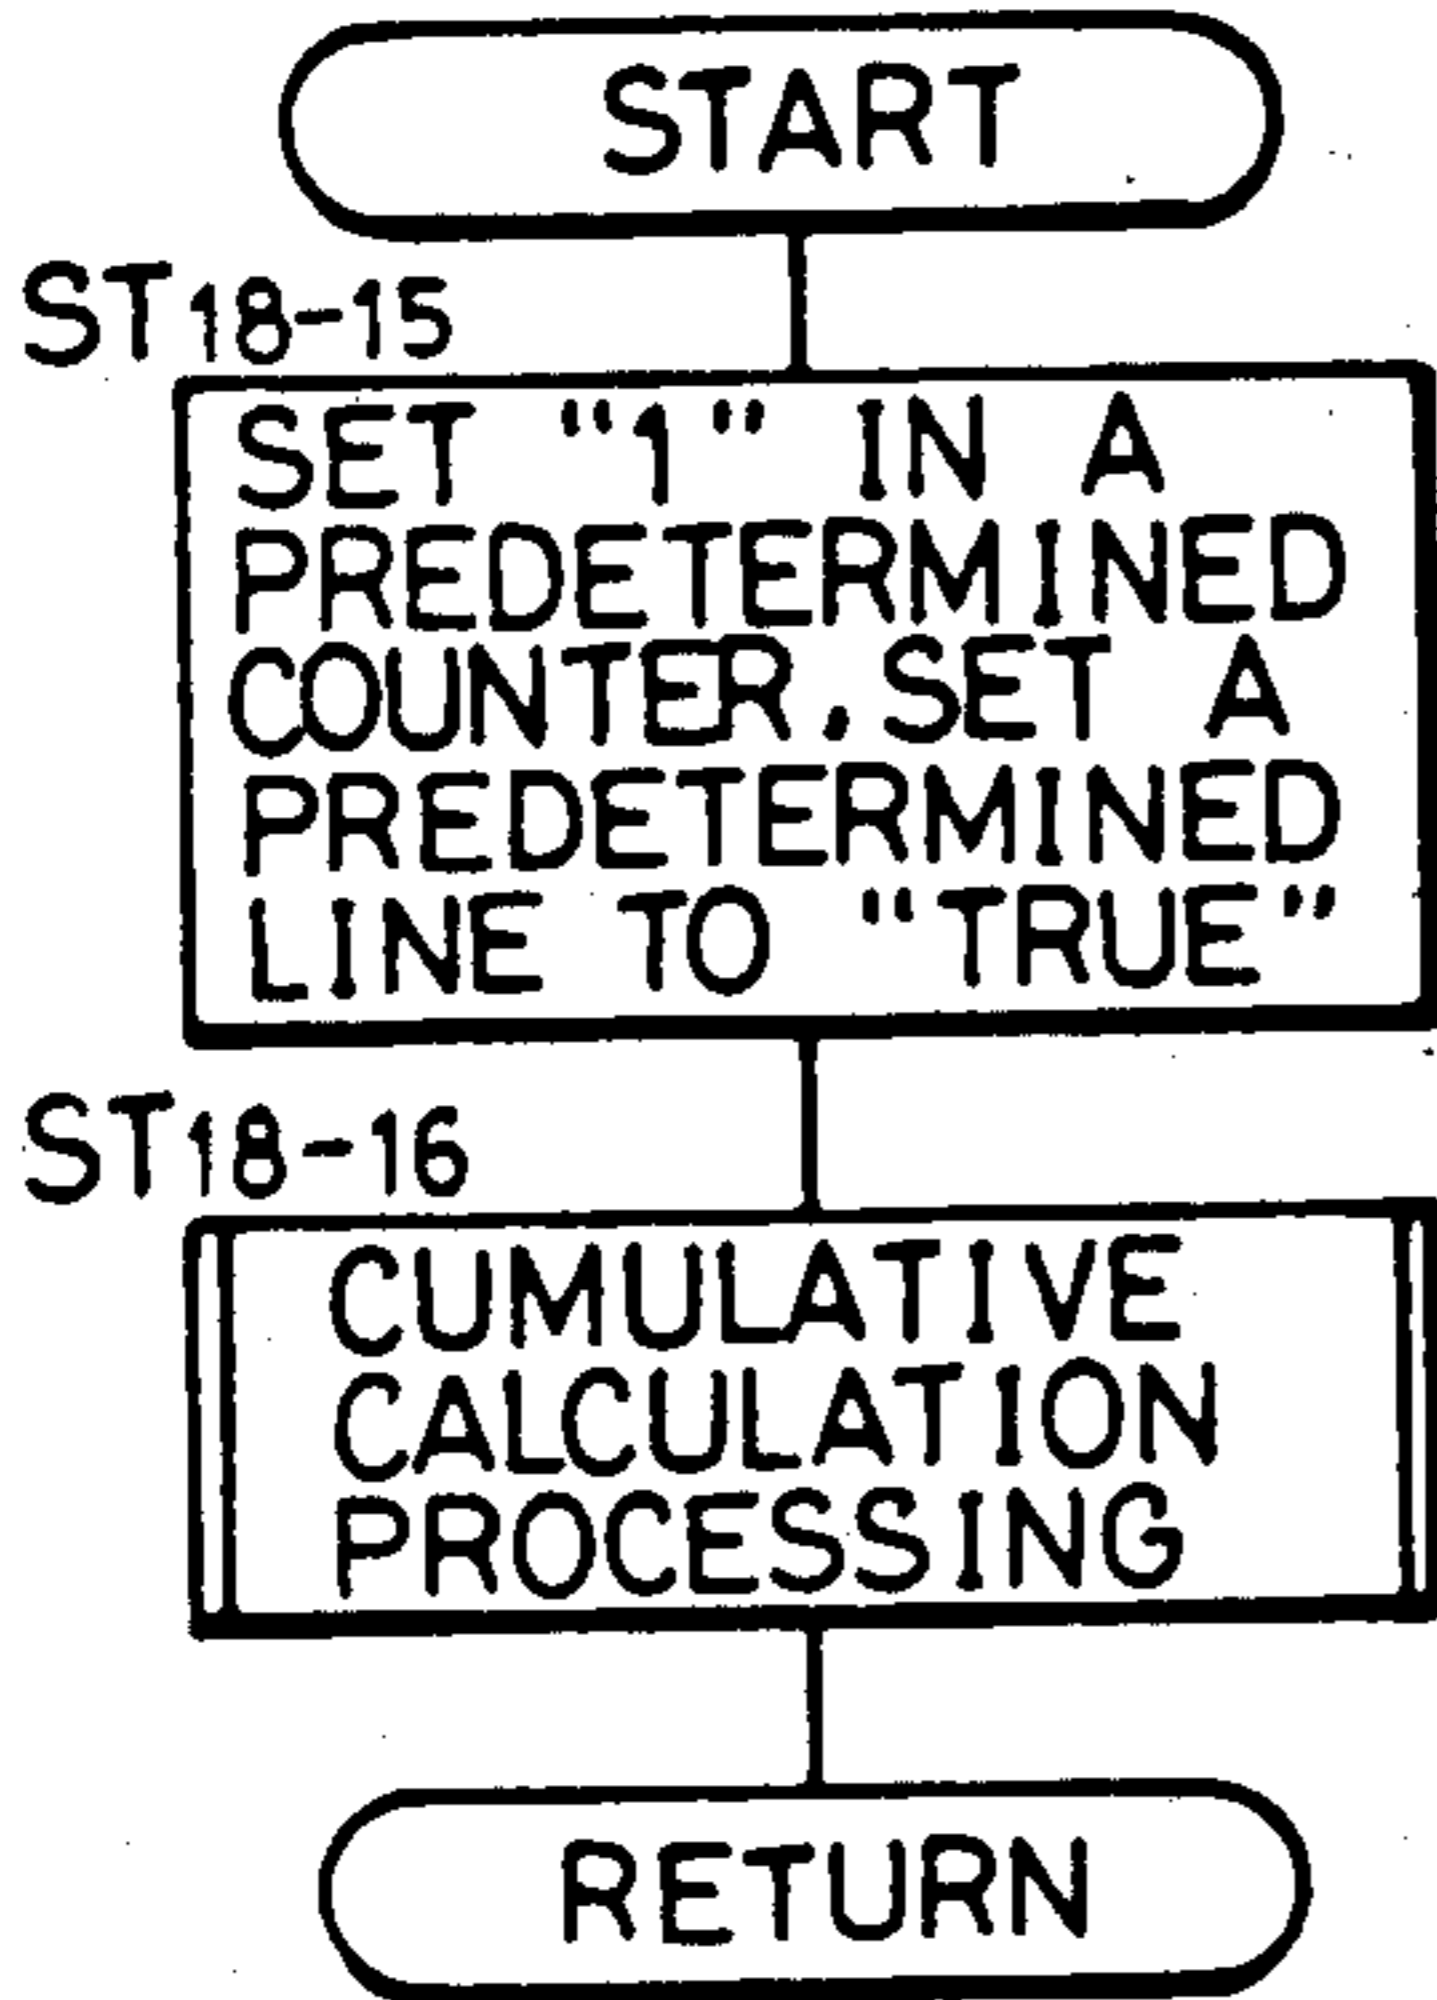 START
ST18-15
SET "1" IN A
PREDETERMINED
COUNTER, SET A
PREDETERMINED
LINE TO "TRUE"
ST18-16
CUMULATIVE
CALCULATION
PROCESSING
RETURN